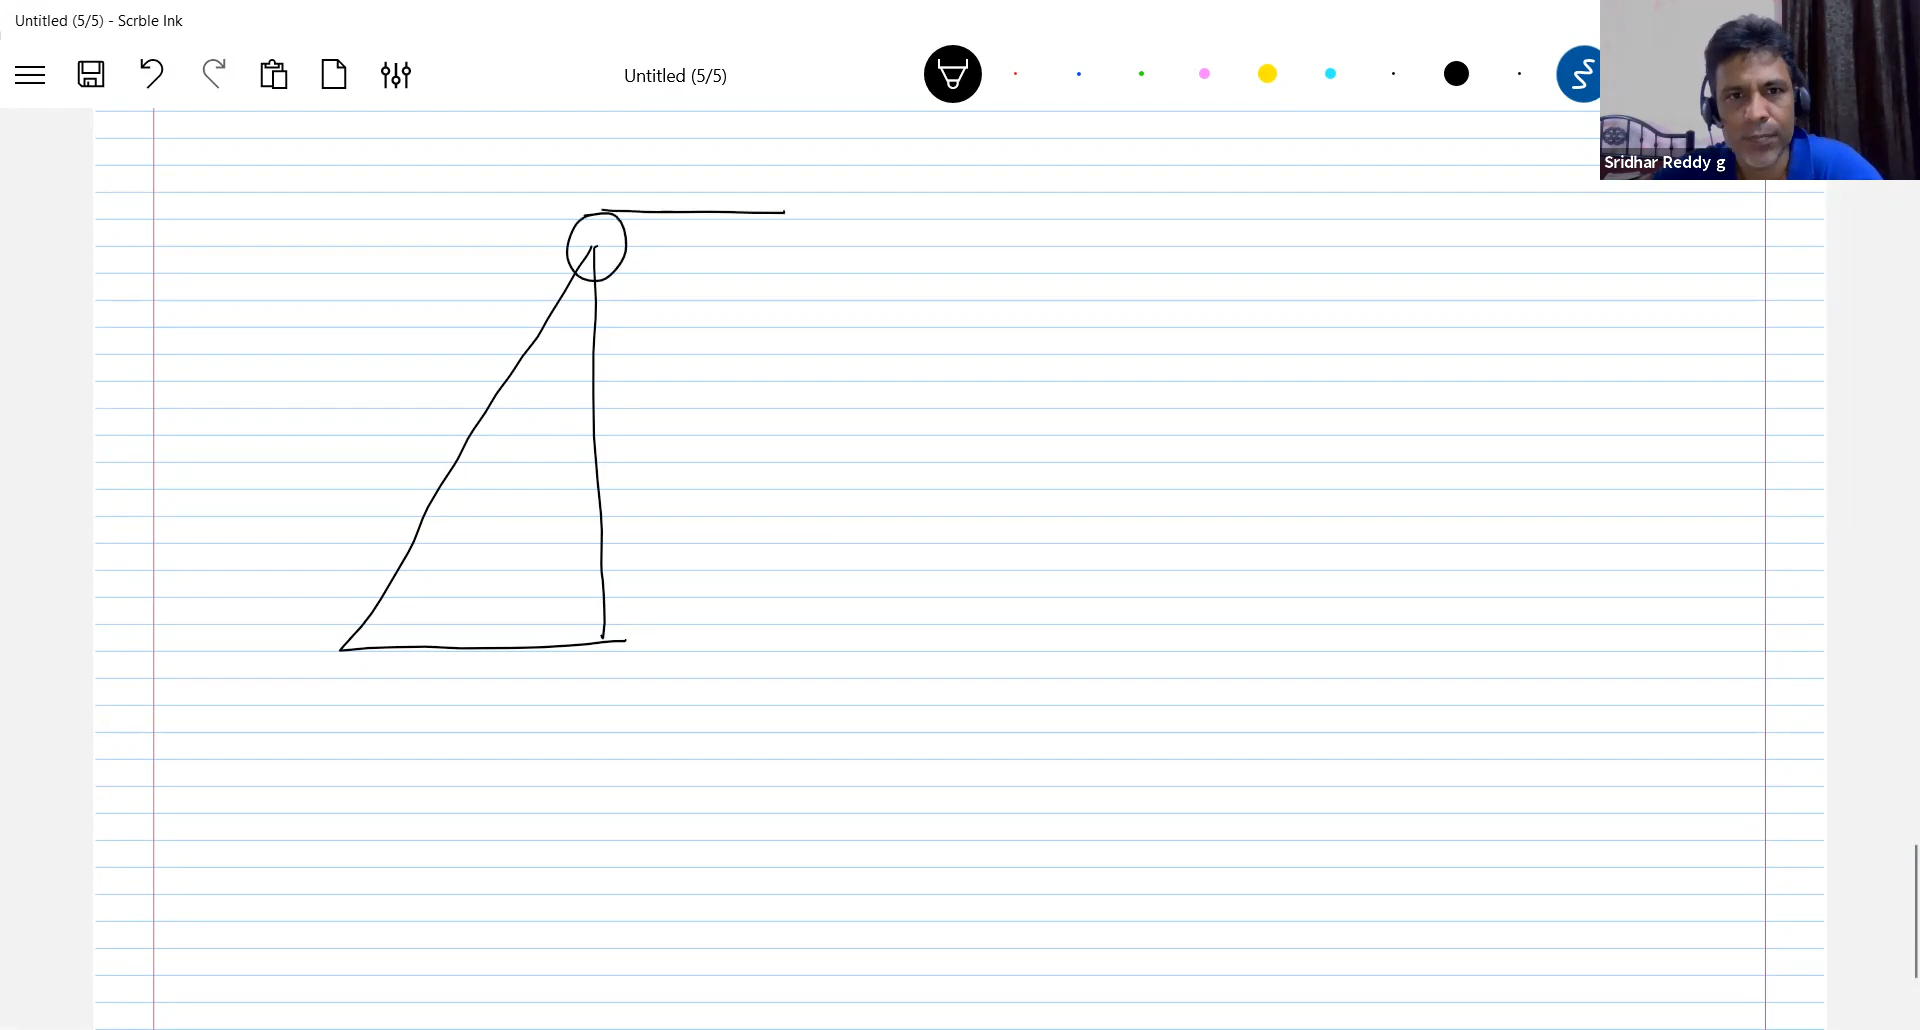 Untitled (5/5) - Scrble Ink
Untitled (5/5)
Sridhar Reddy g